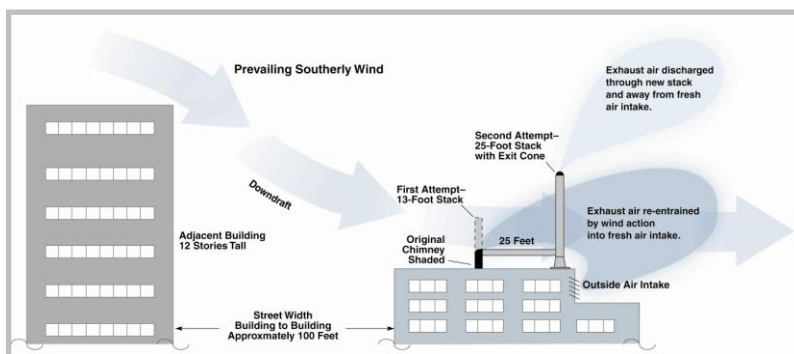 Prevailing Southerly Wind
Exhaust air discharged
through new stack
and away from fresh
air intake.
Second Attempt–
25-Foot Stack
with Exit Cone
First Attempt–
13-Foot Stack
Downdraft
Adjacent Building
12 Stories Tall
Original
Chimney
Shaded
25 Feet
Exhaust air re-entrained
by wind action
into fresh air intake.
Outside Air Intake
Street Width
Building to Building
Approxmately 100 Feet